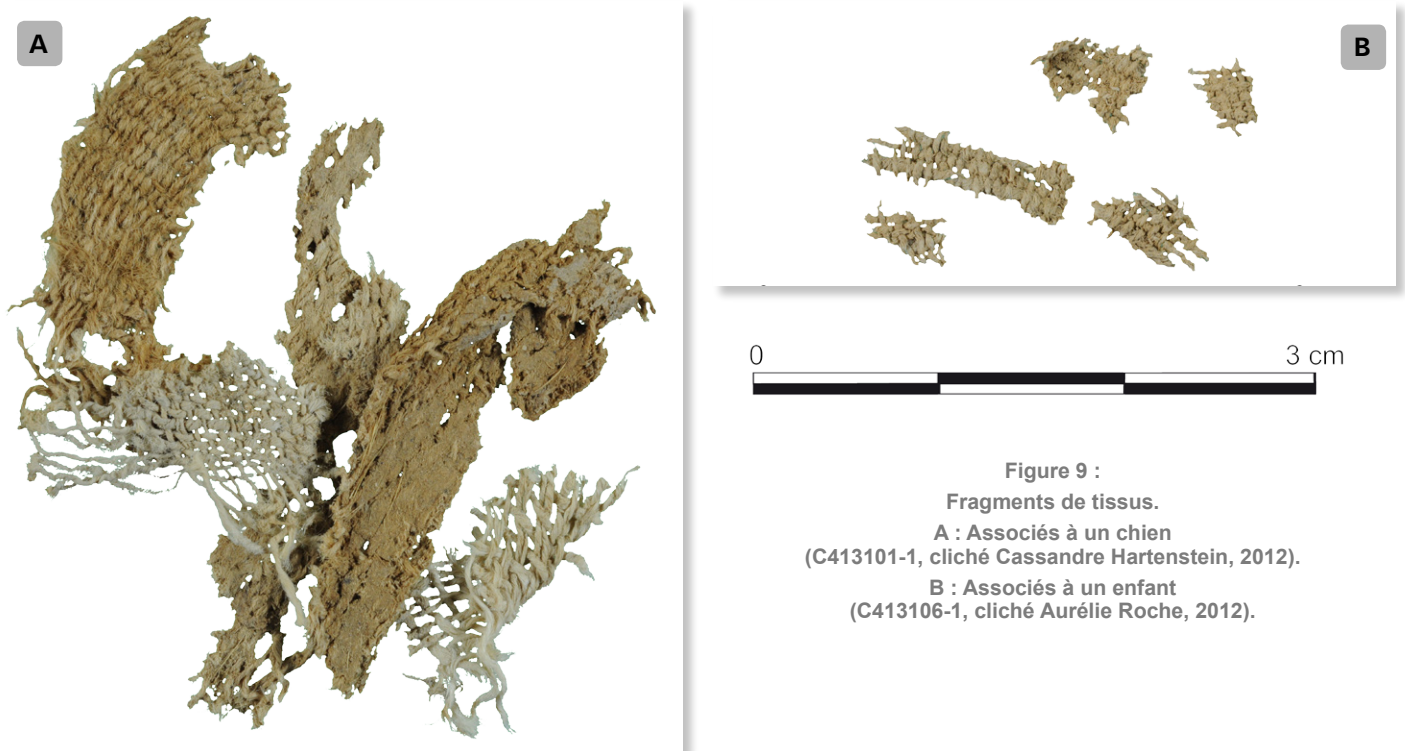 A
B
0 3 cm
Figure 9 :
Fragments de tissus.
A : Associés à un chien
(C413101-1, cliché Cassandre Hartenstein, 2012).
B : Associés à un enfant
(C413106-1, cliché Aurélie Roche, 2012).